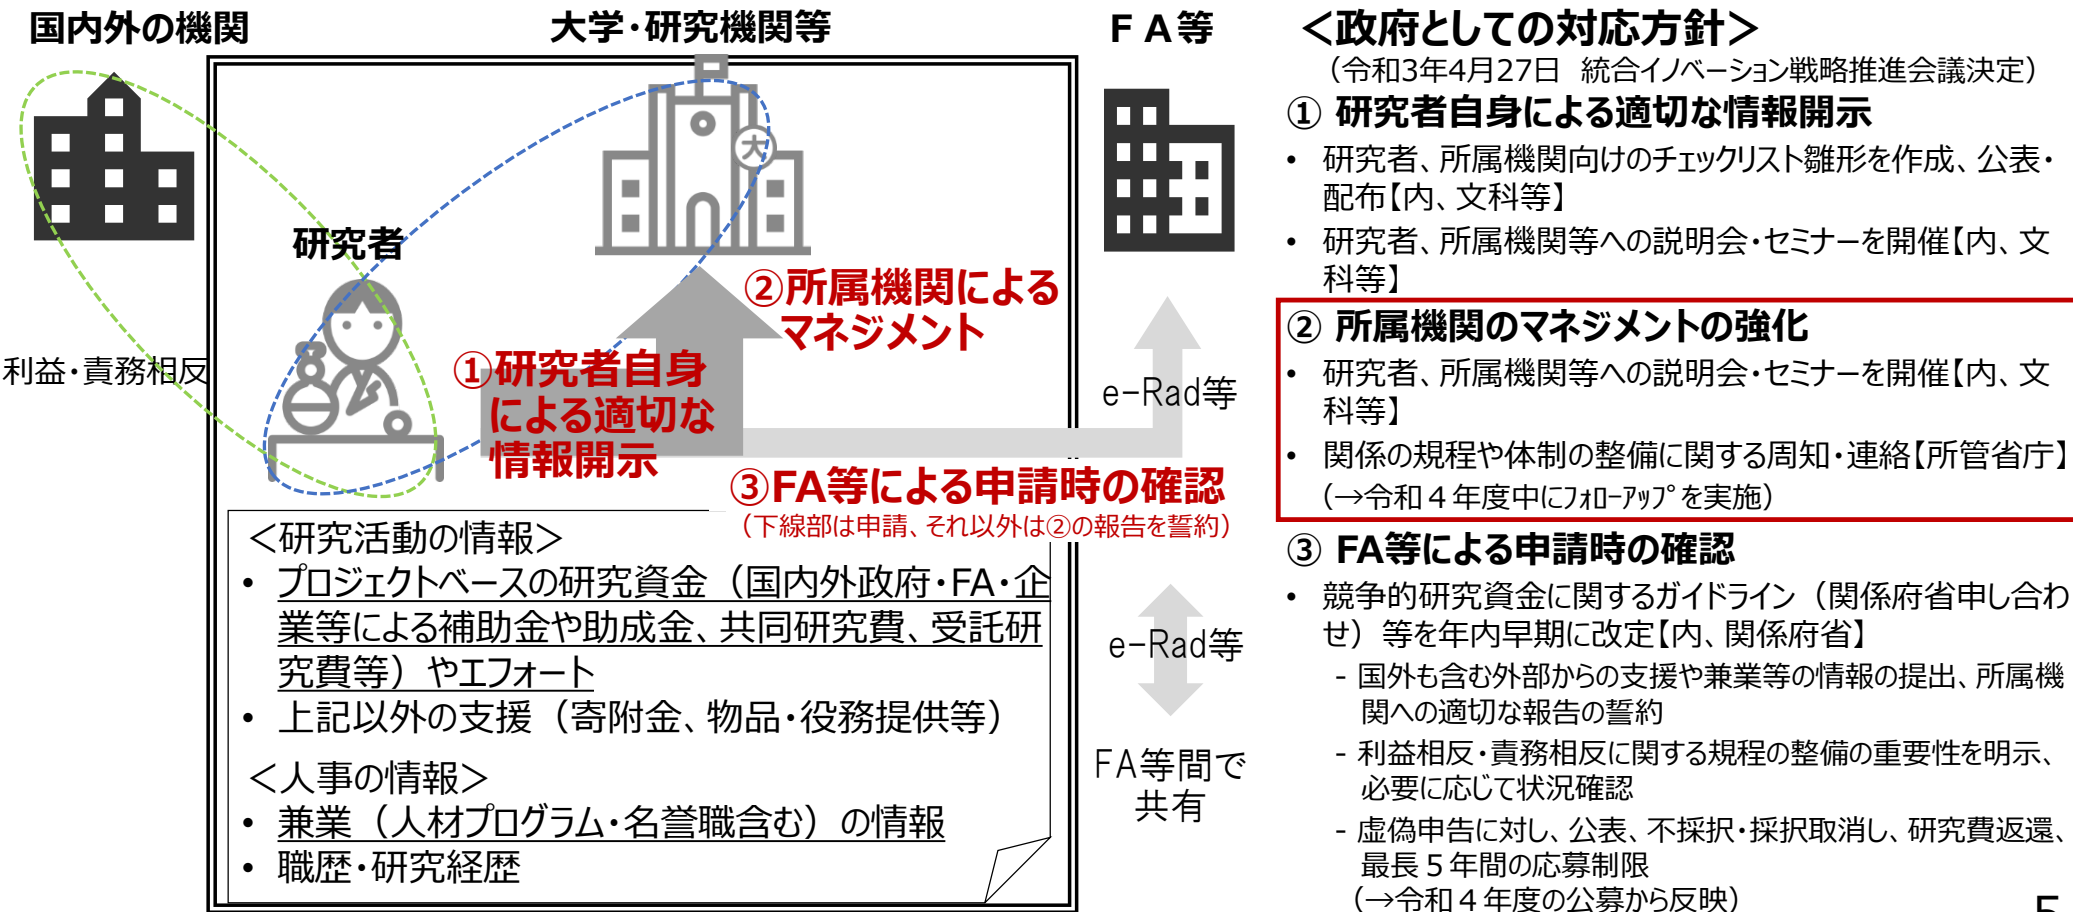 国内外の機関
大学・研究機関等
ＦＡ等
大
研究者
利益・責務相反
①研究者自身
による適切な
情報開示
②所属機関による
マネジメント
e-Rad等
③FA等による申請時の確認
（下線部は申請、それ以外は②の報告を誓約）
＜研究活動の情報＞
• プロジェクトベースの研究資金（国内外政府・FA・企
業等による補助金や助成金、共同研究費、受託研
究費等）やエフォート
• 上記以外の支援（寄附金、物品・役務提供等）
＜人事の情報＞
• 兼業（人材プログラム・名誉職含む）の情報
• 職歴・研究経歴
e-Rad等
FA等間で
共有
＜政府としての対応方針＞
（令和3年4月27日 統合イノベーション戦略推進会議決定）
① 研究者自身による適切な情報開示
• 研究者、所属機関向けのチェックリスト雛形を作成、公表・
配布【内、文科等】
• 研究者、所属機関等への説明会・セミナーを開催【内、文
科等】
② 所属機関のマネジメントの強化
• 研究者、所属機関等への説明会・セミナーを開催【内、文
科等】
• 関係の規程や体制の整備に関する周知・連絡【所管省庁】
（→令和４年度中にﾌｫﾛｰｱｯﾌﾟを実施）
③ FA等による申請時の確認
• 競争的研究資金に関するガイドライン（関係府省申し合わ
せ）等を年内早期に改定【内、関係府省】
- 国外も含む外部からの支援や兼業等の情報の提出、所属機
関への適切な報告の誓約
- 利益相反・責務相反に関する規程の整備の重要性を明示、
必要に応じて状況確認
- 虚偽申告に対し、公表、不採択・採択取消し、研究費返還、
最長５年間の応募制限
（→令和４年度の公募から反映）